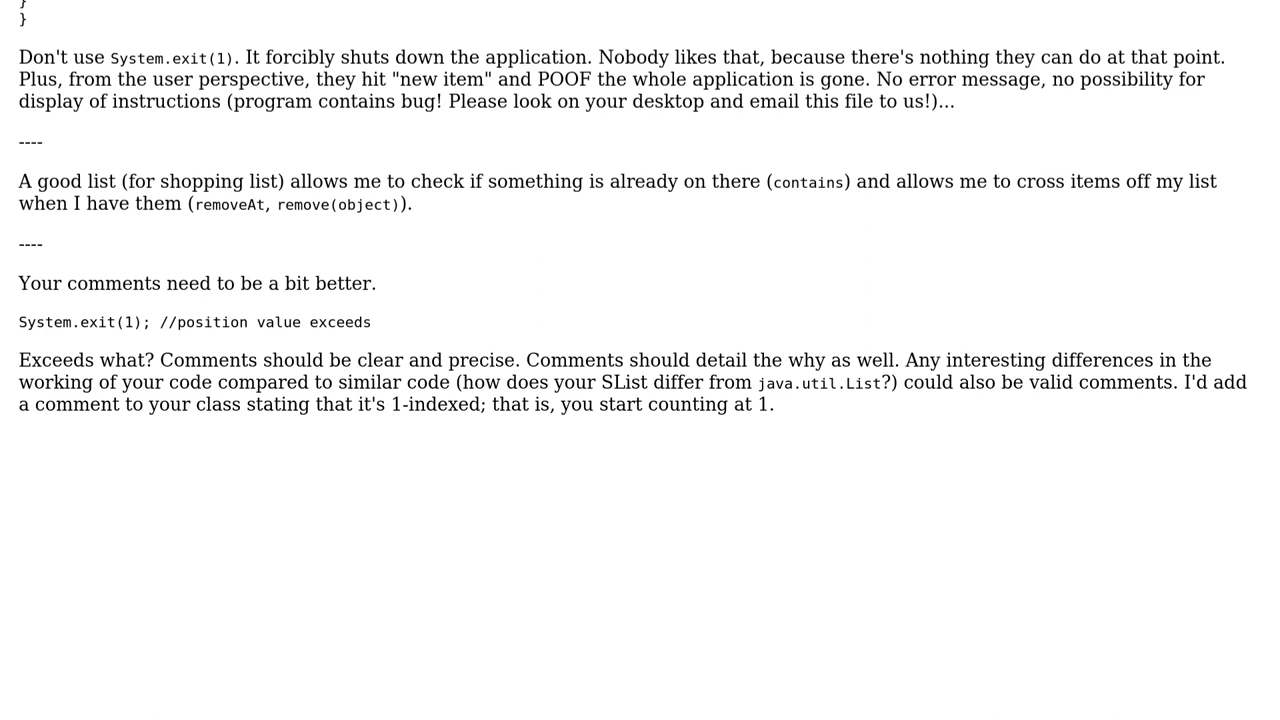 }
}
Don't use System.exit(1). It forcibly shuts down the application. Nobody likes that, because there's nothing they can do at that point.
Plus, from the user perspective, they hit "new item" and POOF the whole application is gone. No error message, no possibility for
display of instructions (program contains bug! Please look on your desktop and email this file to us!)...
----
A good list (for shopping list) allows me to check if something is already on there (contains) and allows me to cross items off my list
when I have them (removeAt, remove(object)).
----
Your comments need to be a bit better.
System.exit(1); //position value exceeds
Exceeds what? Comments should be clear and precise. Comments should detail the why as well. Any interesting differences in the
working of your code compared to similar code (how does your SList differ from java.util.List?) could also be valid comments. I'd add
a comment to your class stating that it's 1-indexed; that is, you start counting at 1.